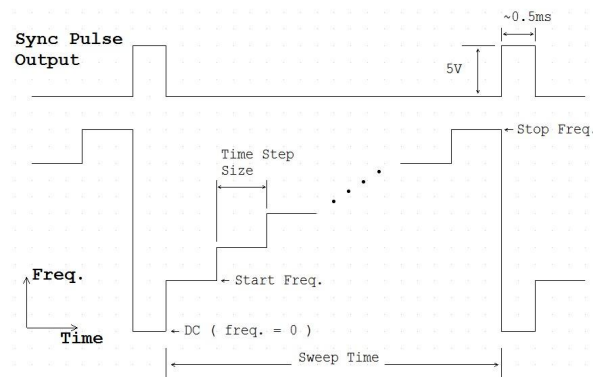 ~0.5ms
Sync Pulse
Output
5V
Stop Freq.
Time Step
Size
Freq.
Start Freq.
DC ( freq. = 0 )
Time
Sweep Time